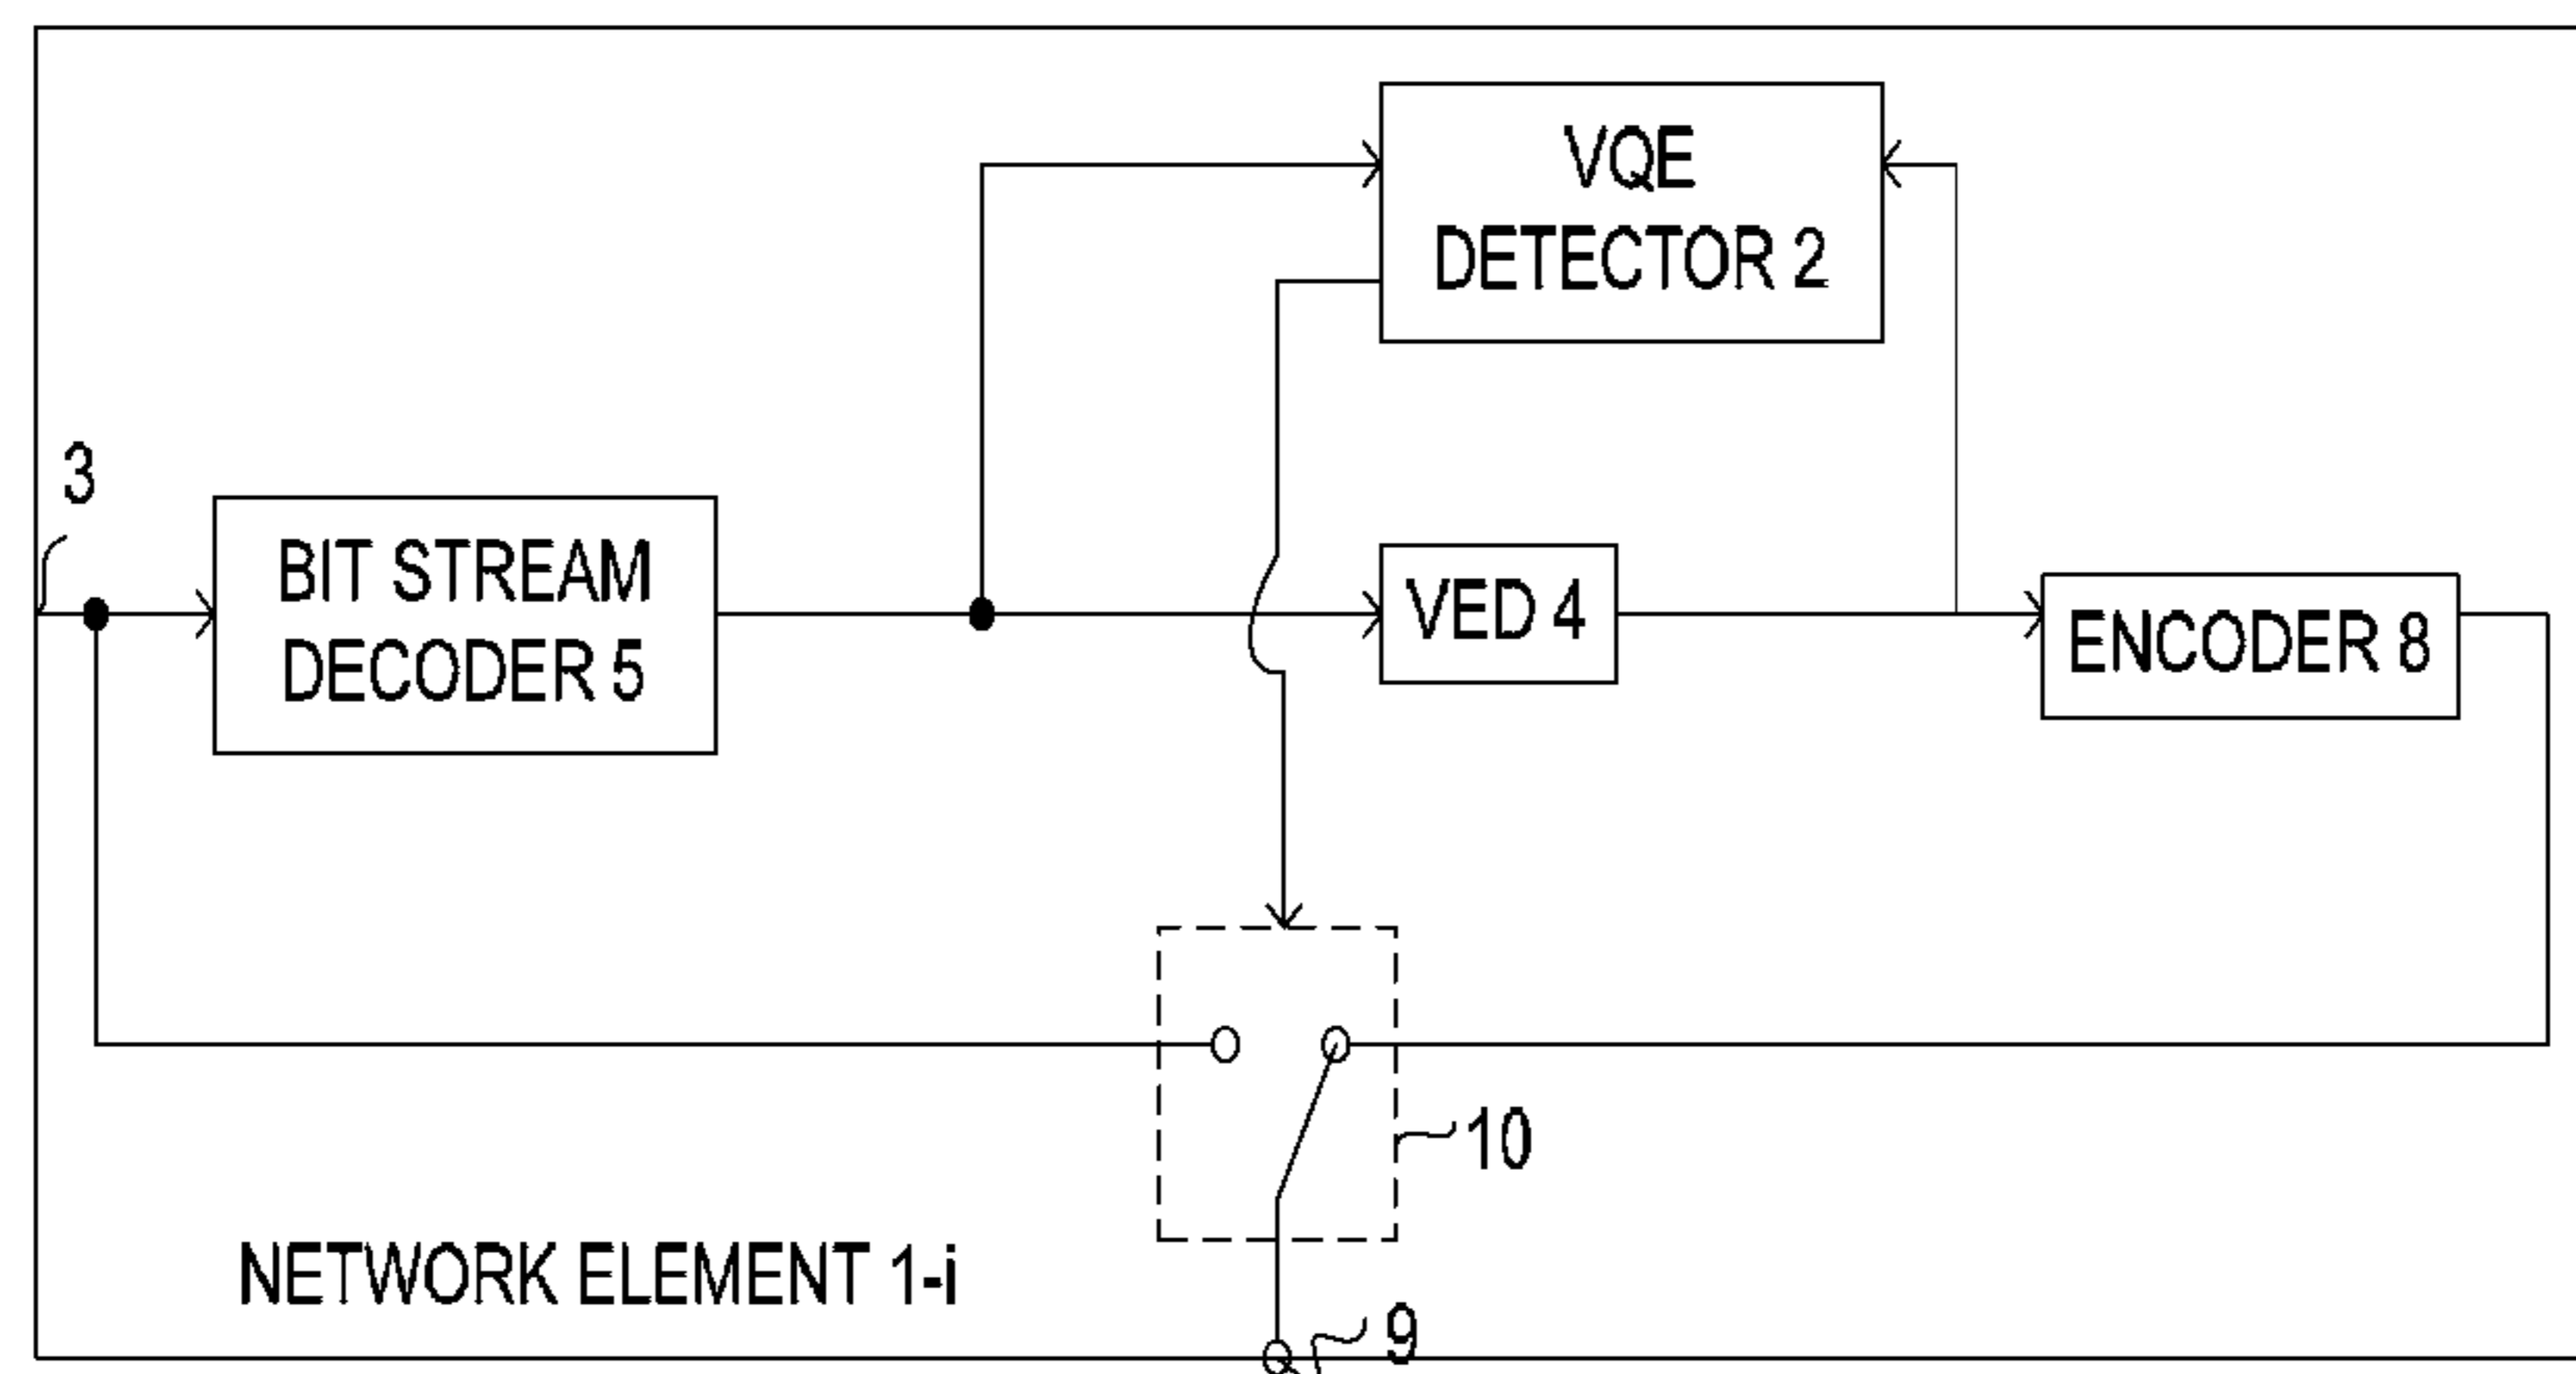 VQE
DETECTOR 2
3
BIT STREAM
DECODER 5
VED 4
ENCODER 8
10
NETWORK ELEMENT 1-i
9